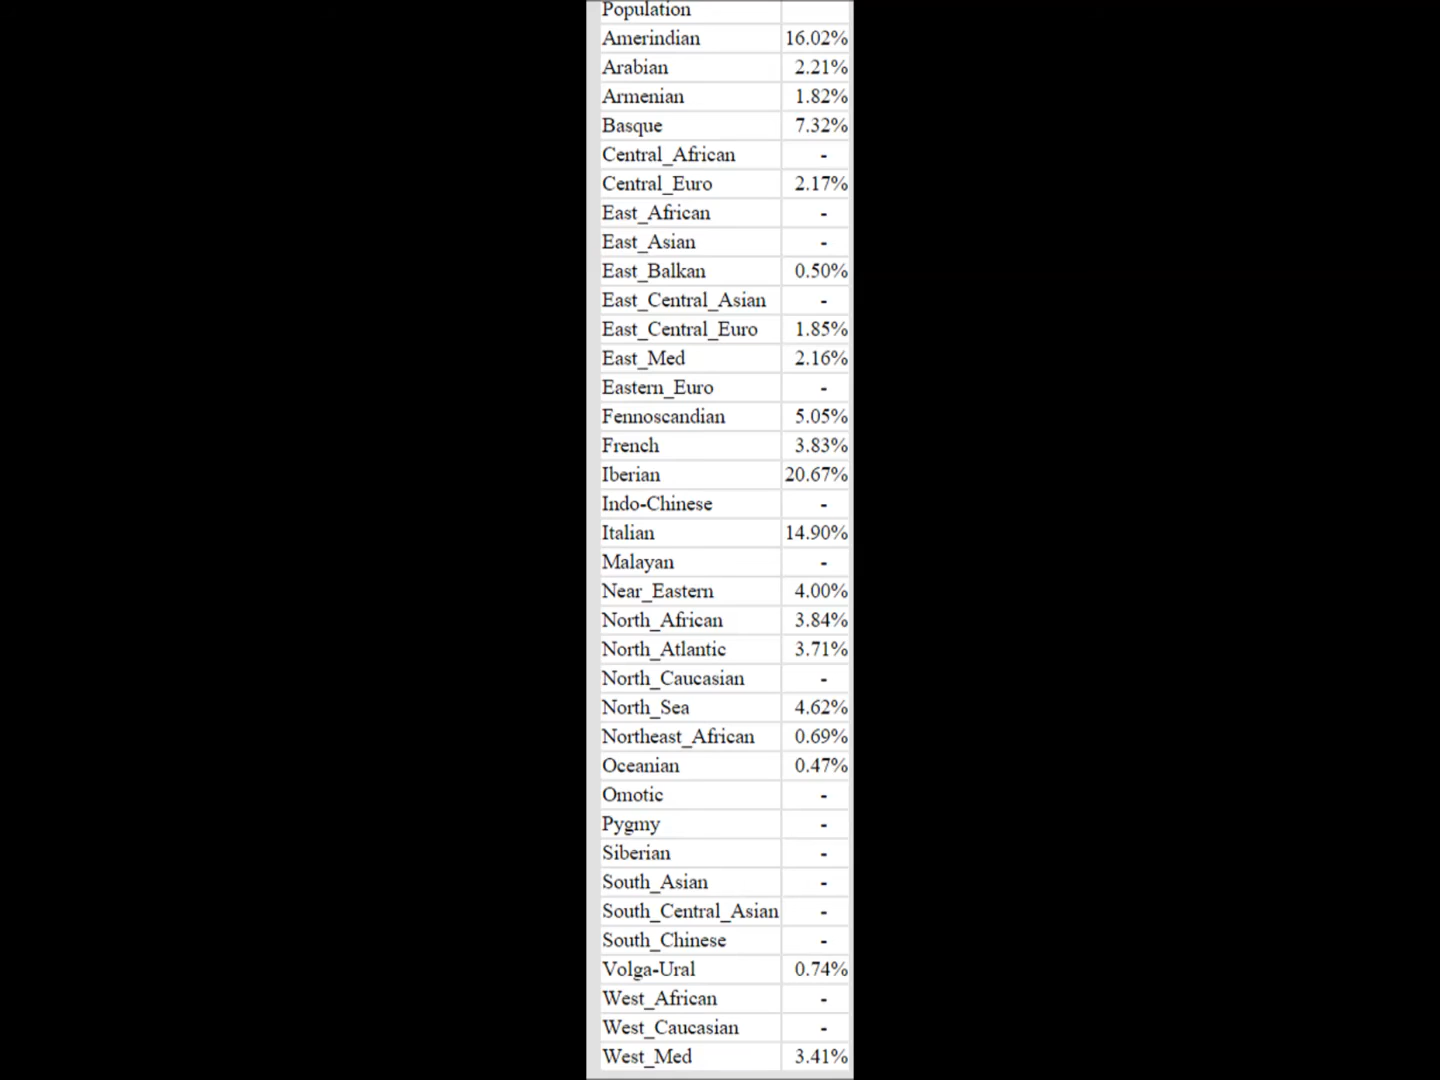 Population
Amerindian 16.02%
Arabian 2.21%
Armenian 1.82%
Basque 7.32%
Central_African -
Central_Euro 2.17%
East_African -
East_Asian -
East_Balkan 0.50%
East_Central_Asian -
East_Central_Euro 1.85%
East_Med 2.16%
Eastern_Euro -
Fennoscandian 5.05%
French 3.83%
Iberian 20.67%
Indo-Chinese -
Italian 14.90%
Malayan -
Near_Eastern 4.00%
North_African 3.84%
North_Atlantic 3.71%
North_Caucasian -
North_Sea 4.62%
Northeast_African 0.69%
Oceanian 0.47%
Omotic -
Pygmy -
Siberian -
South_Asian -
South_Central_Asian -
South_Chinese -
Volga-Ural 0.74%
West_African -
West_Caucasian -
West_Med 3.41%